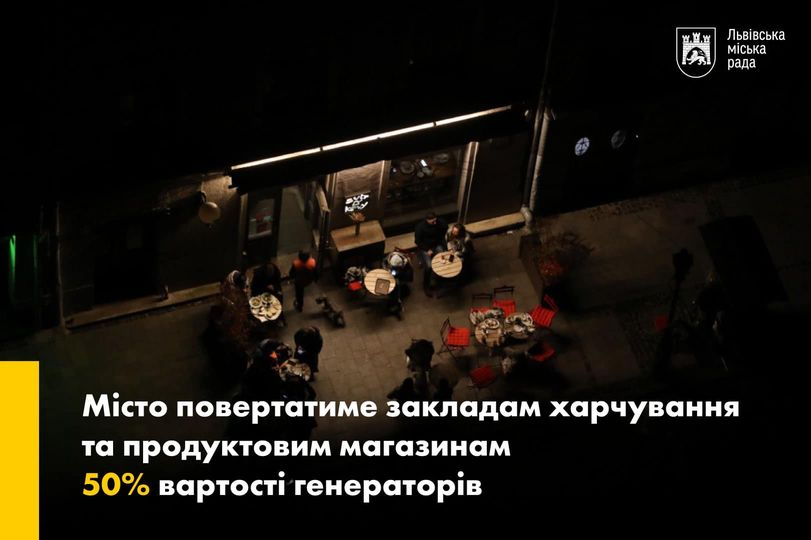 Львівська
міська
рада
Місто повертатиме закладам харчування
та продуктовим магазинам
50% вартості генераторів